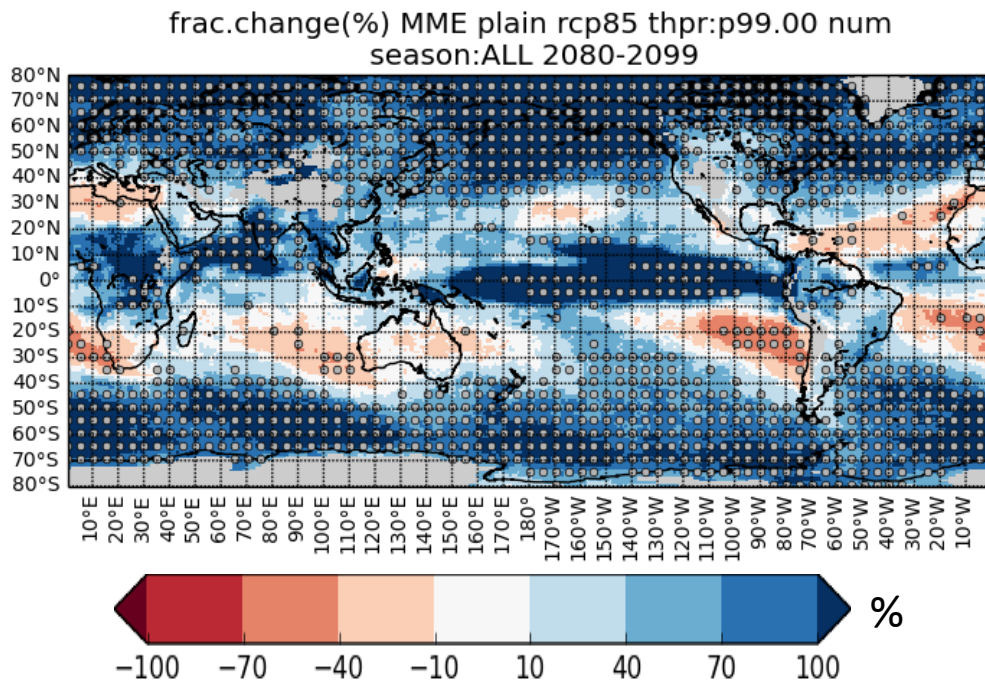 frac.change(%) MME plain rcp85 thpr:p99.00 num
season:ALL 2080-2099
80°N
70°N
60°N
50°N
40°N
30°N
20°N
10°N
0°
10°S
20°S
30°S
40°S
50°S
60°S
70°S
80°S
10°E 20°E 30°E 40°E 50°E 60°E 70°E 80°E 90°E 100°E 110°E 120°E 130°E 140°E 150°E 160°E 170°E 180° 170°W 160°W 150°W 140°W 130°W 120°W 110°W 100°W 90°W 80°W 70°W 60°W 50°W 40°W 30°W 20°W 10°W
%
−100 −70 −40 −10 10 40 70 100